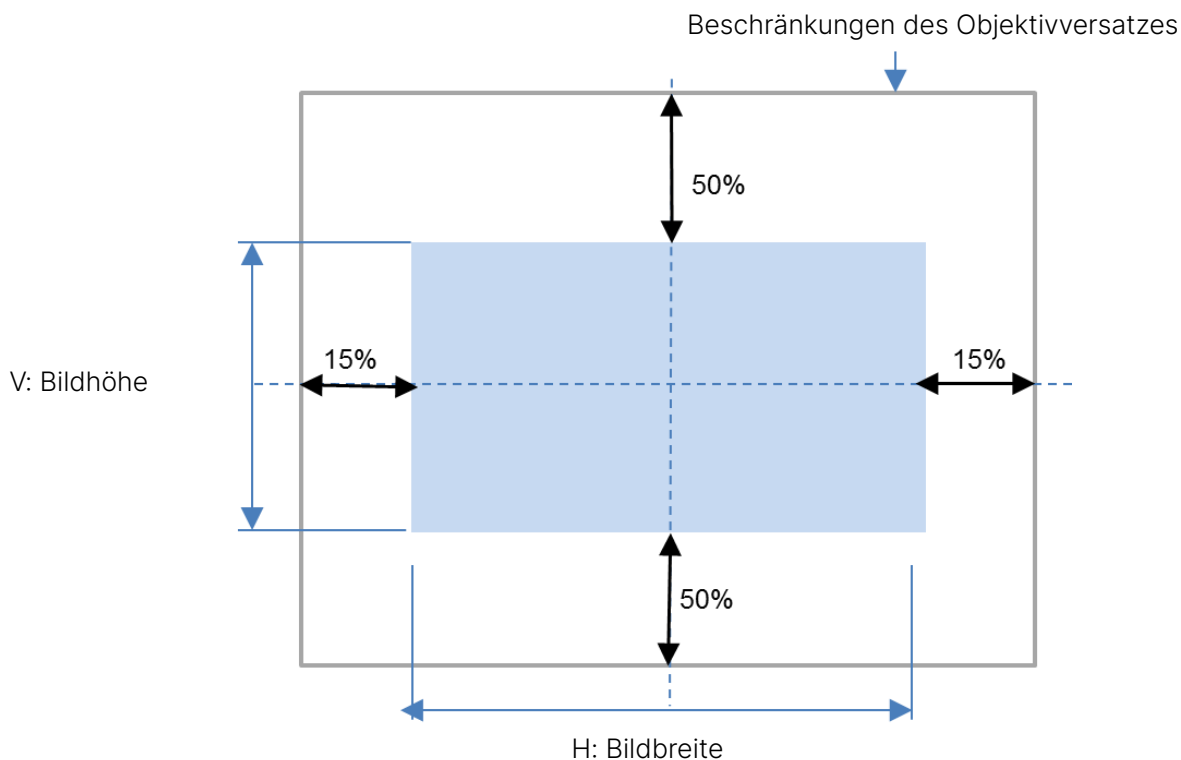 Beschränkungen des Objektivversatzes
50%
15%
15%
V: Bildhöhe
50%
H: Bildbreite